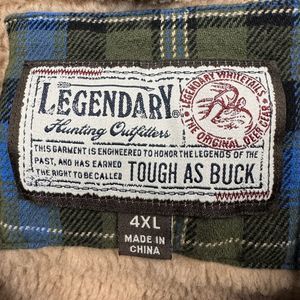 LEGENDARY®
Hunting Outfitters
LEGENDARY WHITETAILS
THE ORIGINAL DEER GEAR
THIS GARMENT IS ENGINEERED TO HONOR THE LEGENDS OF THE
PAST, AND HAS EARNED
THE RIGHT TO BE CALLED
TOUGH AS BUCK
4XL
MADE IN
CHINA